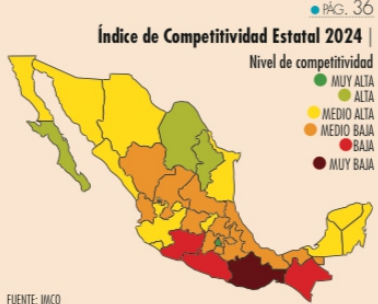 PÁG. 36
Índice de Competitividad Estatal 2024 |
Nivel de competitividad
MUY ALTA
ALTA
MEDIO ALTA
MEDIO BAJA
BAJA
MUY BAJA
FUENTE: IMCO